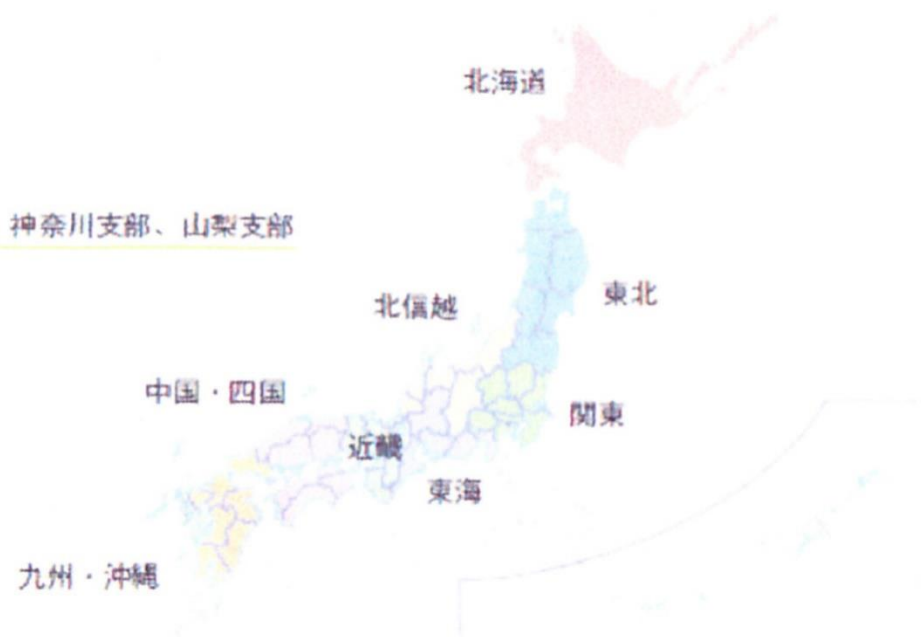 北海道
神奈川支部、山梨支部
東北
北信越
中国・四国
関東
近畿
東海
九州・沖縄